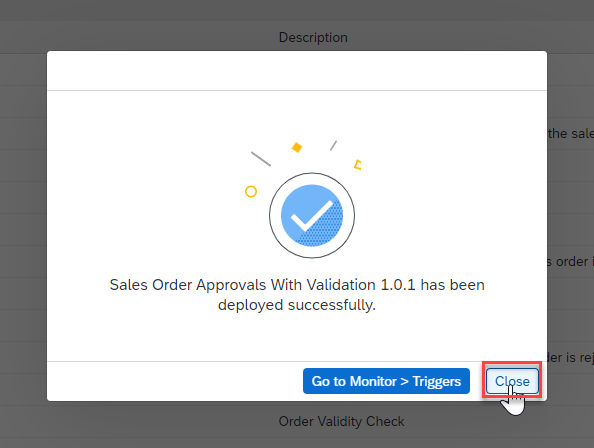 Description
the sale
Sales Order Approvals With Validation 1.0.1 has been
deployed successfully.
s order i
der is rej
Go to Monitor > Triggers
Close
Order Validity Check